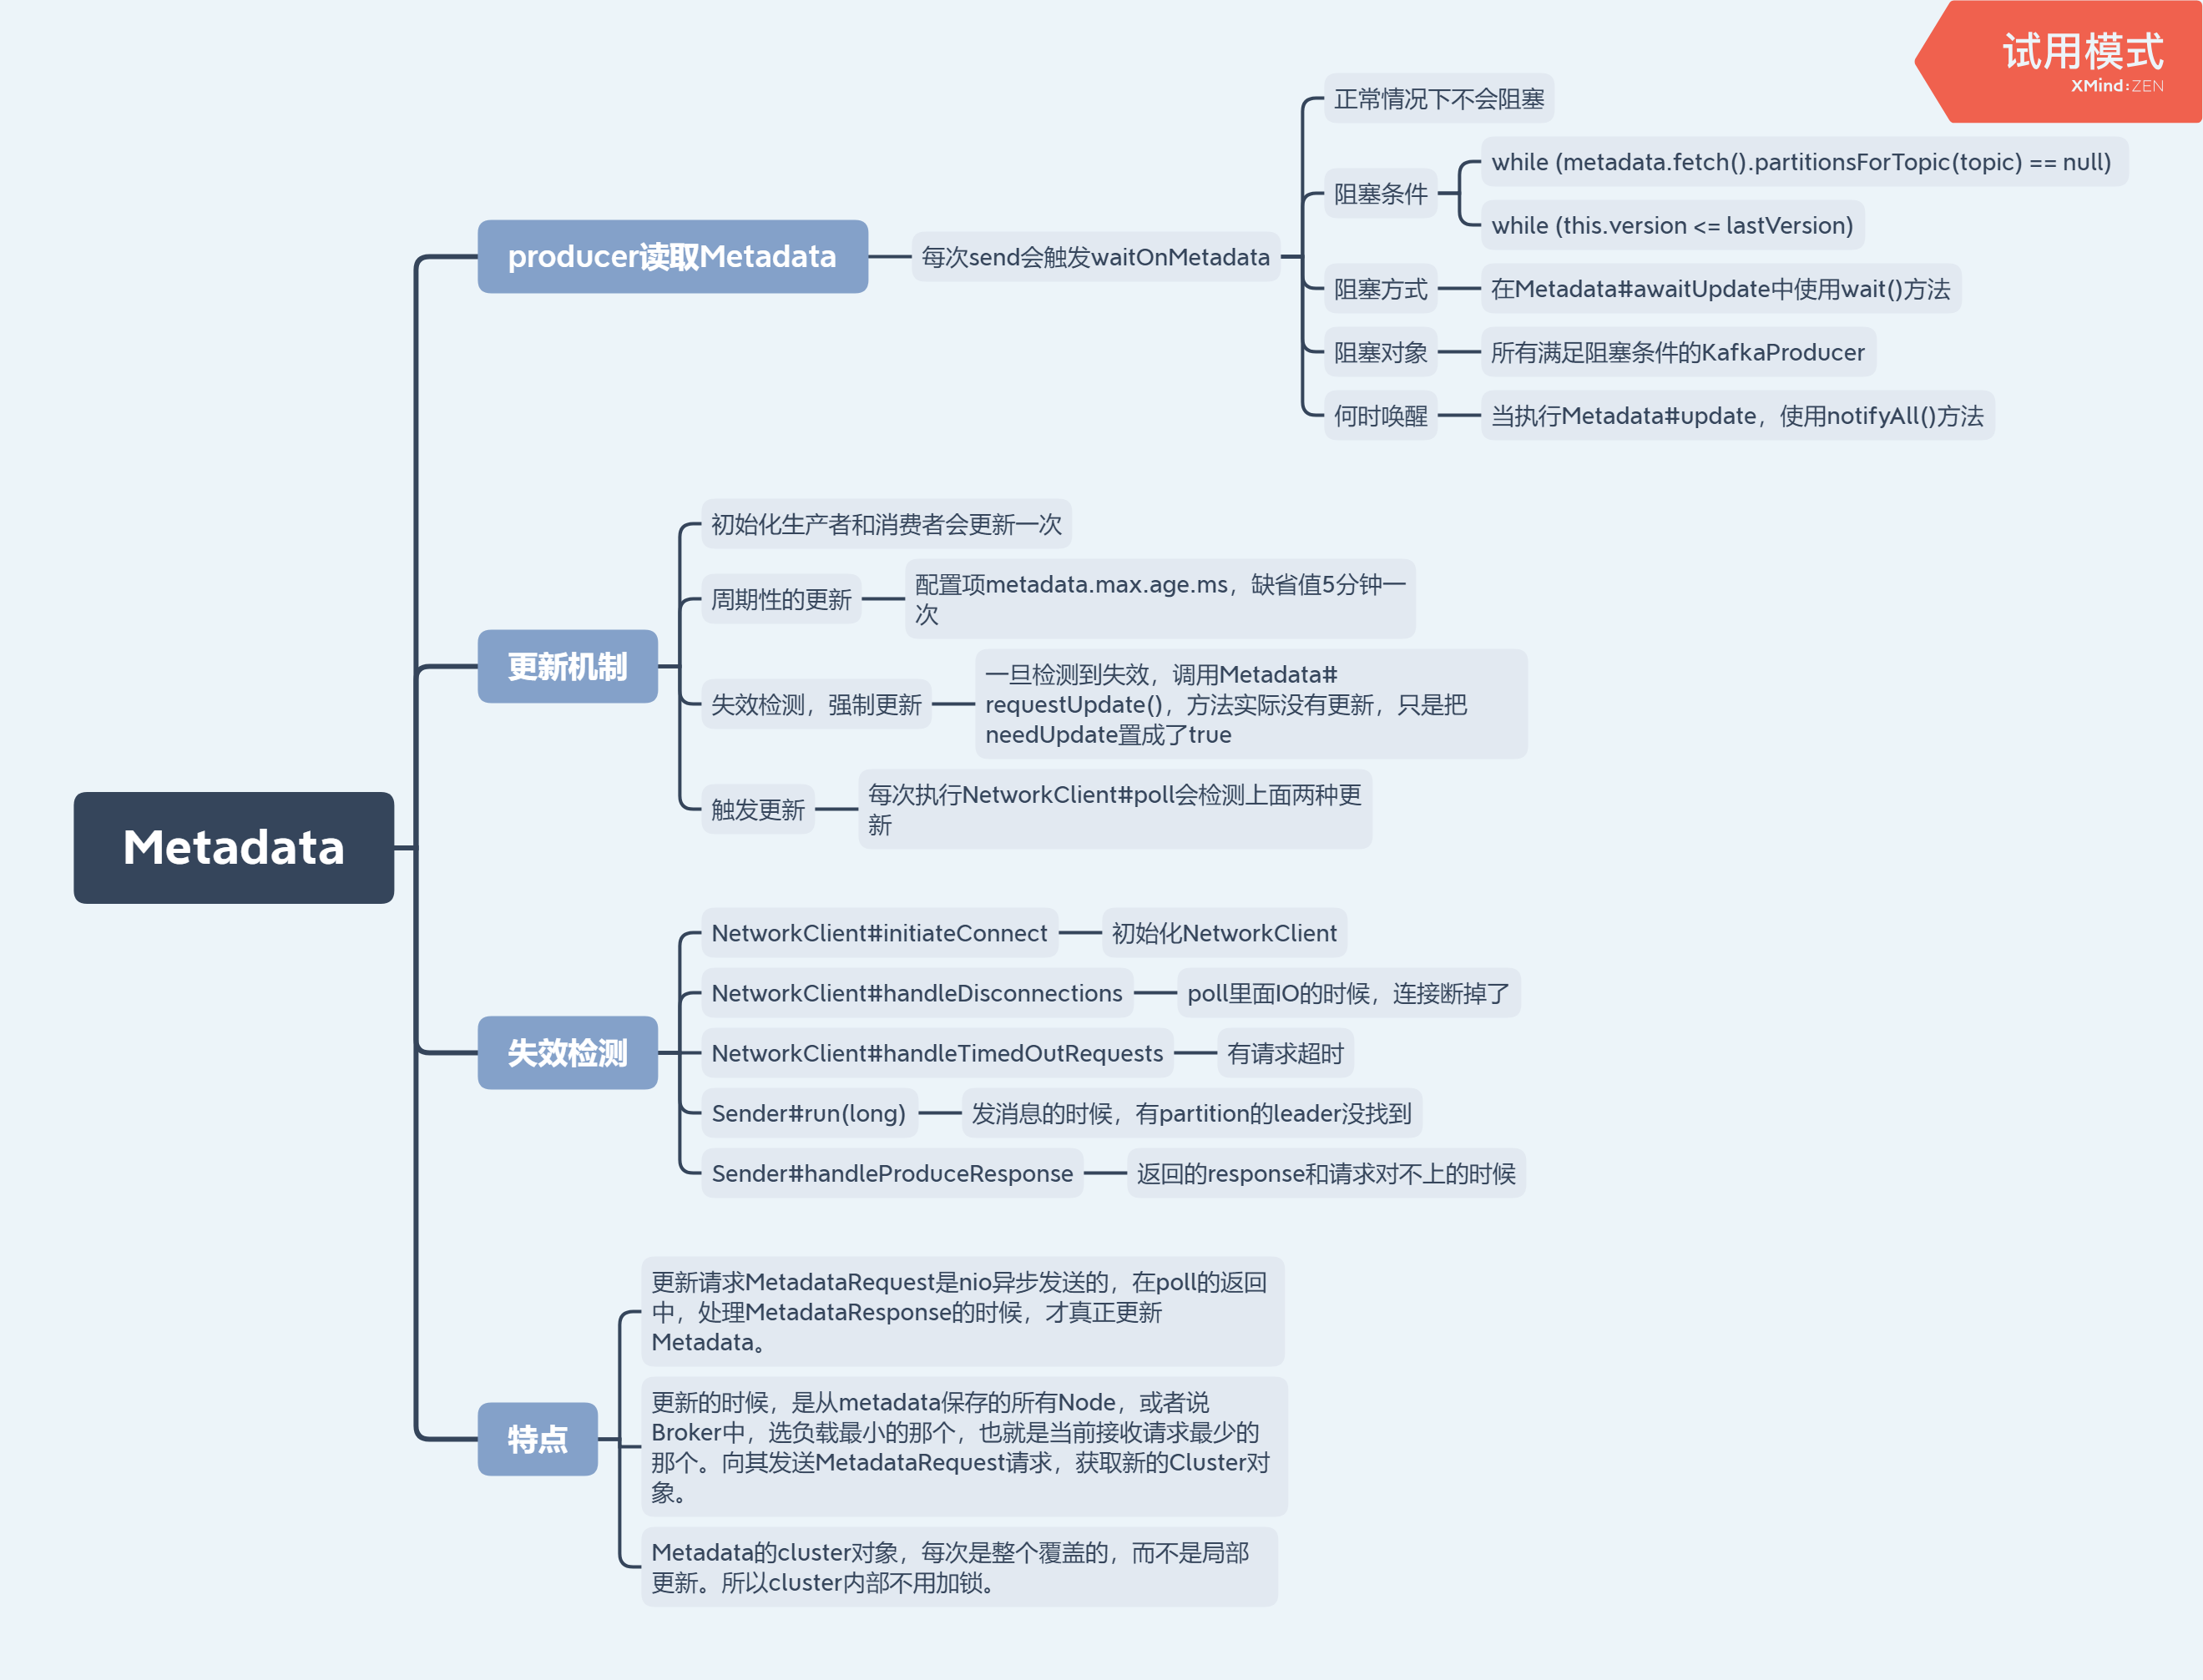 试用模式
XMind:ZEN
Metadata
producer读取Metadata
每次send会触发waitOnMetadata
正常情况下不会阻塞
阻塞条件
while (metadata.fetch().partitionsForTopic(topic) == null)
while (this.version <= lastVersion)
阻塞方式
在Metadata#awaitUpdate中使用wait()方法
阻塞对象
所有满足阻塞条件的KafkaProducer
何时唤醒
当执行Metadata#update，使用notifyAll()方法
更新机制
初始化生产者和消费者会更新一次
周期性的更新
配置项metadata.max.age.ms，缺省值5分钟一
次
失效检测，强制更新
一旦检测到失效，调用Metadata#
requestUpdate()，方法实际没有更新，只是把
needUpdate置成了true
触发更新
每次执行NetworkClient#poll会检测上面两种更
新
失效检测
NetworkClient#initiateConnect
初始化NetworkClient
NetworkClient#handleDisconnections
poll里面IO的时候，连接断掉了
NetworkClient#handleTimedOutRequests
有请求超时
Sender#run(long)
发消息的时候，有partition的leader没找到
Sender#handleProduceResponse
返回的response和请求对不上的时候
特点
更新请求MetadataRequest是nio异步发送的，在poll的返回
中，处理MetadataResponse的时候，才真正更新
Metadata。
更新的时候，是从metadata保存的所有Node，或者说
Broker中，选负载最小的那个，也就是当前接收请求最少的
那个。向其发送MetadataRequest请求，获取新的Cluster对
象。
Metadata的cluster对象，每次是整个覆盖的，而不是局部
更新。所以cluster内部不用加锁。